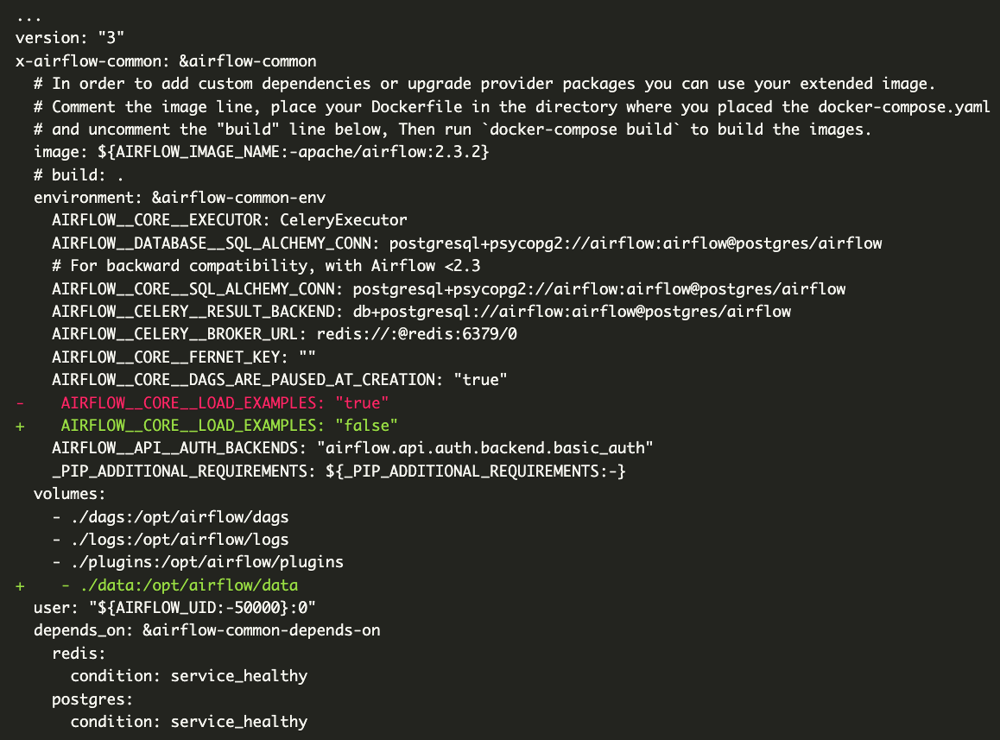 ...
version: "3"
x-airflow-common: &airflow-common
  # In order to add custom dependencies or upgrade provider packages you can use your extended image.
  # Comment the image line, place your Dockerfile in the directory where you placed the docker-compose.yaml
  # and uncomment the "build" line below, Then run `docker-compose build` to build the images.
  image: ${AIRFLOW_IMAGE_NAME:-apache/airflow:2.3.2}
  # build: .
  environment: &airflow-common-env
    AIRFLOW__CORE__EXECUTOR: CeleryExecutor
    AIRFLOW__DATABASE__SQL_ALCHEMY_CONN: postgresql+psycopg2://airflow:airflow@postgres/airflow
    # For backward compatibility, with Airflow <2.3
    AIRFLOW__CORE__SQL_ALCHEMY_CONN: postgresql+psycopg2://airflow:airflow@postgres/airflow
    AIRFLOW__CELERY__RESULT_BACKEND: db+postgresql://airflow:airflow@postgres/airflow
    AIRFLOW__CELERY__BROKER_URL: redis://:@redis:6379/0
    AIRFLOW__CORE__FERNET_KEY: ""
    AIRFLOW__CORE__DAGS_ARE_PAUSED_AT_CREATION: "true"
-    AIRFLOW__CORE__LOAD_EXAMPLES: "true"
+    AIRFLOW__CORE__LOAD_EXAMPLES: "false"
    AIRFLOW__API__AUTH_BACKENDS: "airflow.api.auth.backend.basic_auth"
    _PIP_ADDITIONAL_REQUIREMENTS: ${_PIP_ADDITIONAL_REQUIREMENTS:-}
  volumes:
    - ./dags:/opt/airflow/dags
    - ./logs:/opt/airflow/logs
    - ./plugins:/opt/airflow/plugins
+    - ./data:/opt/airflow/data
  user: "${AIRFLOW_UID:-50000}:0"
  depends_on: &airflow-common-depends-on
    redis:
      condition: service_healthy
    postgres:
      condition: service_healthy